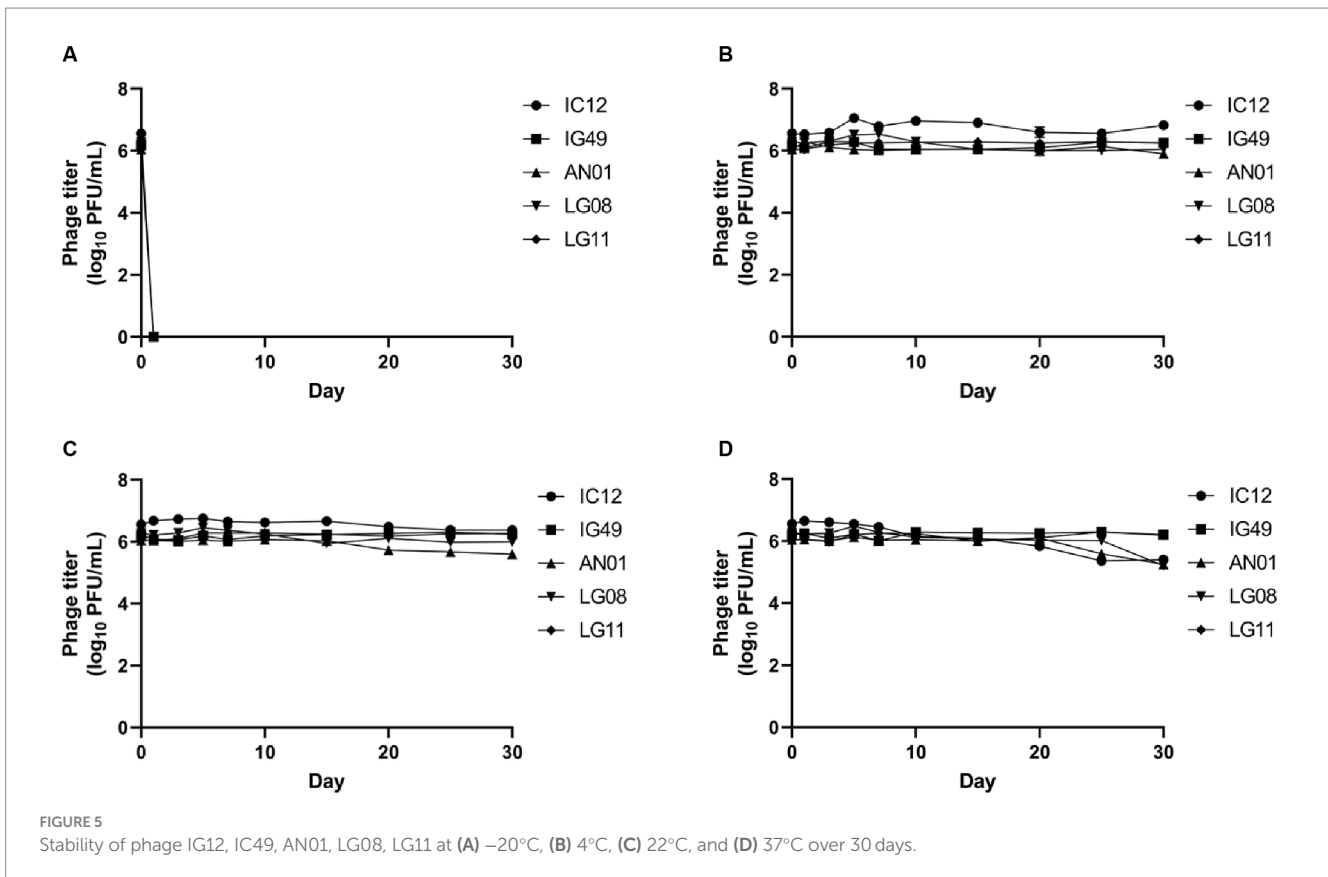 A
8
6
4
2
0
Phage titer
(log₁₀ PFU/mL)
0 10 20 30
Day
IC12
IG49
AN01
LG08
LG11
B
8
6
4
2
0
Phage titer
(log₁₀ PFU/mL)
0 10 20 30
Day
IC12
IG49
AN01
LG08
LG11
C
8
6
4
2
0
Phage titer
(log₁₀ PFU/mL)
0 10 20 30
Day
IC12
IG49
AN01
LG08
LG11
D
8
6
4
2
0
Phage titer
(log₁₀ PFU/mL)
0 10 20 30
Day
IC12
IG49
AN01
LG08
LG11
FIGURE 5
Stability of phage IG12, IC49, AN01, LG08, LG11 at (A) −20°C, (B) 4°C, (C) 22°C, and (D) 37°C over 30 days.